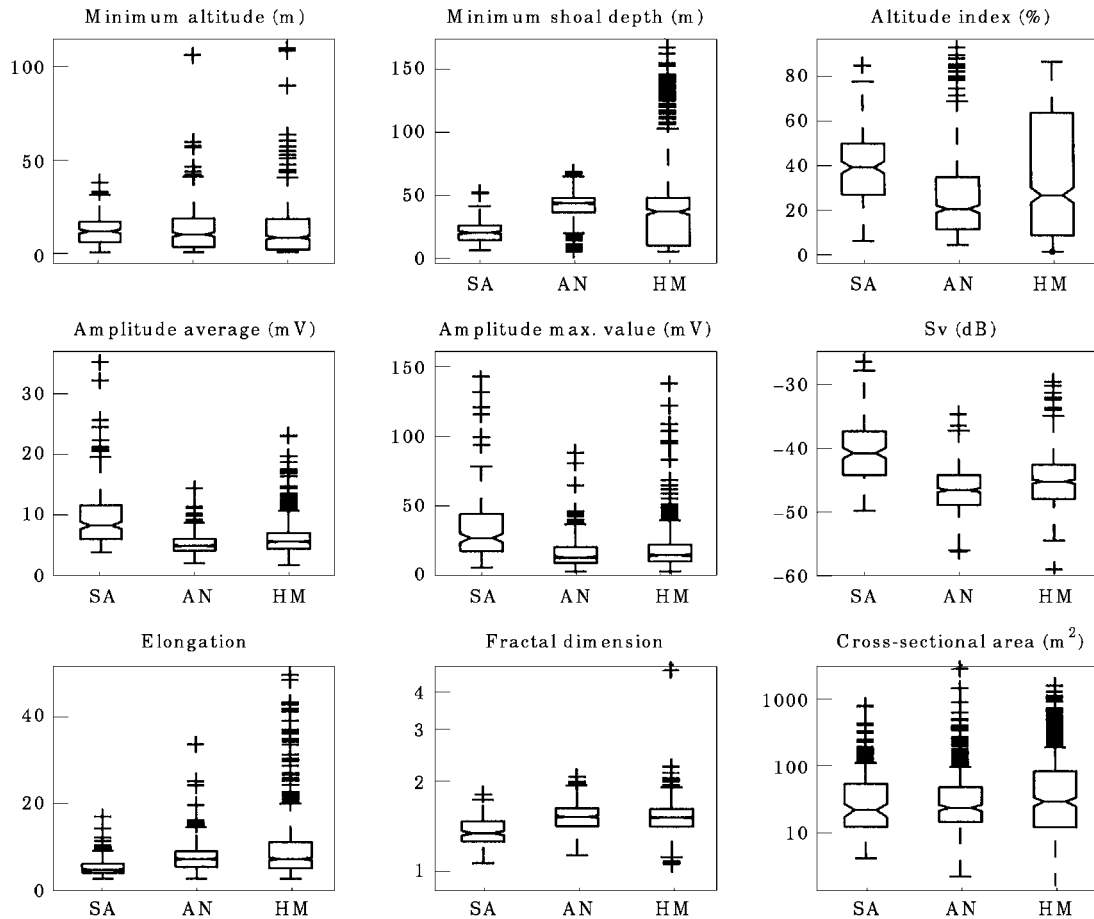 Minimum altitude (m)
Minimum shoal depth (m)
Altitude index (%)
100
50
0
150
100
50
0
80
60
40
20
0
SA AN HM
SA AN HM
Amplitude average (mV)
Amplitude max. value (mV)
Sv (dB)
30
20
10
0
150
100
50
0
-30
-40
-50
-60
SA AN HM
SA AN HM
SA AN HM
Elongation
Fractal dimension
Cross-sectional area (m²)
40
20
0
4
3
2
1
1000
100
10
SA AN HM
SA AN HM
SA AN HM